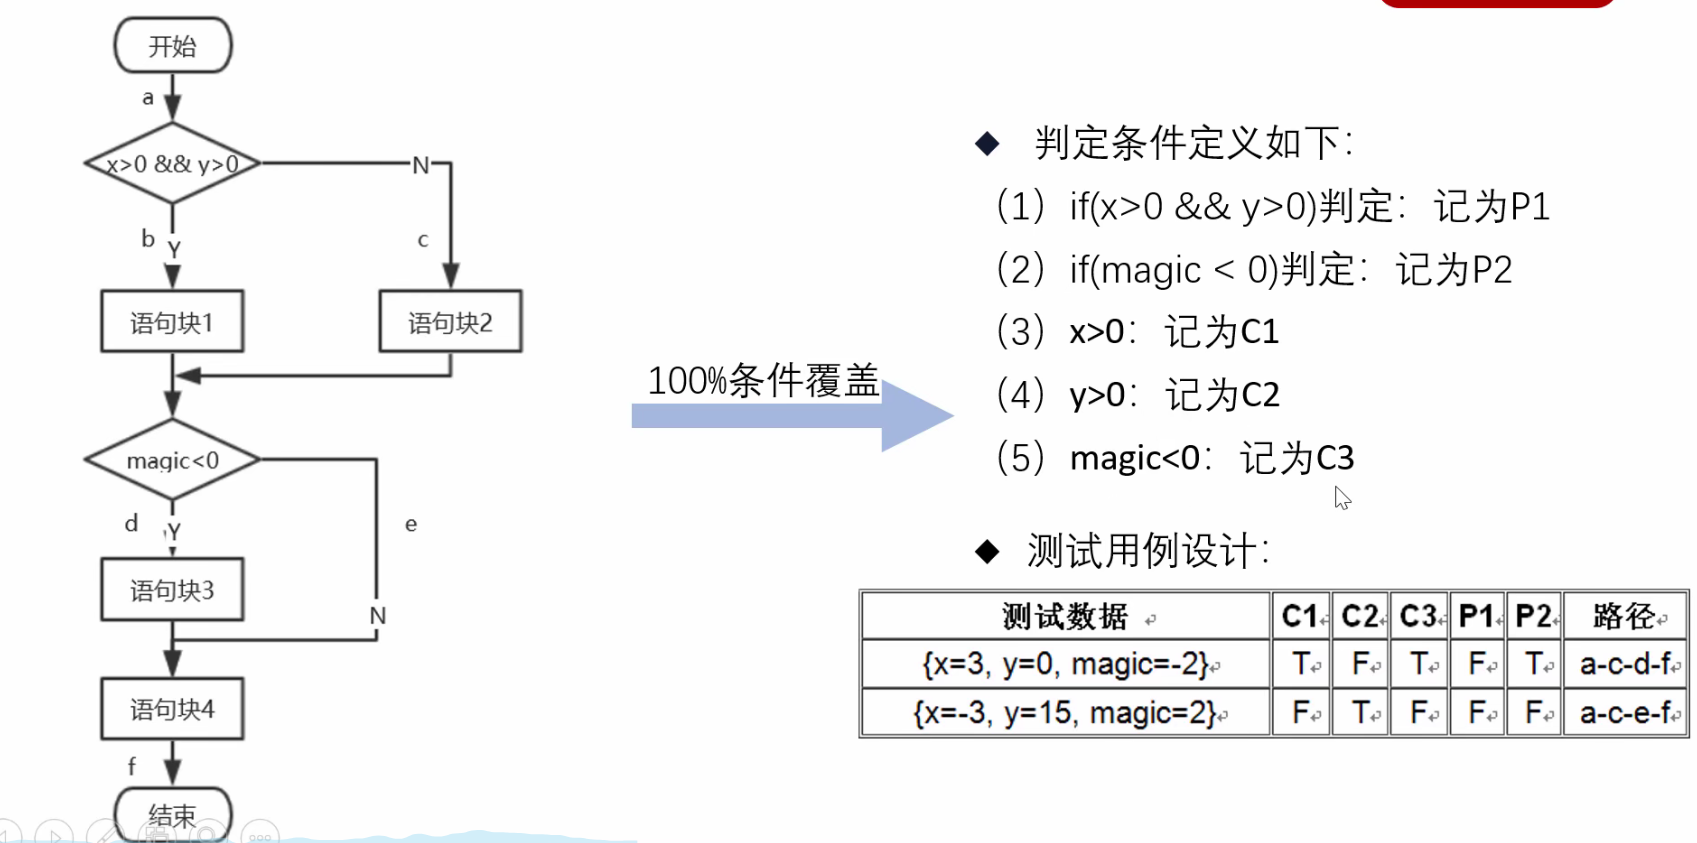 开始
a
x>0 && y>0
N
b
Y
c
语句块1
语句块2
magic<0
d
Y
e
语句块3
N
语句块4
f
结束
100%条件覆盖
◆ 判定条件定义如下：
（1）if(x>0 && y>0)判定：记为P1
（2）if(magic < 0)判定：记为P2
（3）x>0：记为C1
（4）y>0：记为C2
（5）magic<0：记为C3
◆ 测试用例设计：
测试数据 C1 C2 C3 P1 P2 路径
{x=3, y=0, magic=-2} T F T F T a-c-d-f
{x=-3, y=15, magic=2} F T F F F a-c-e-f